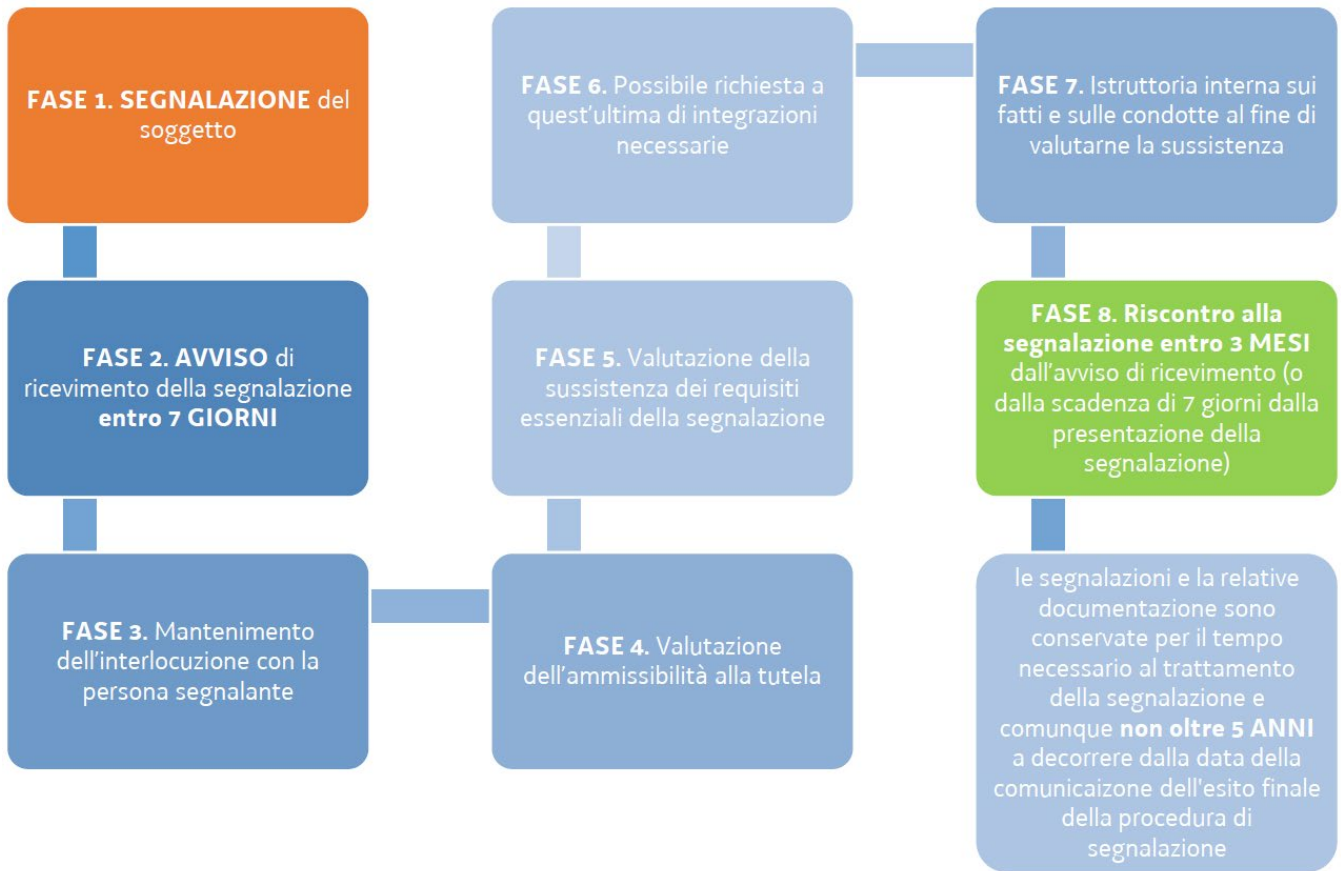 FASE 1. SEGNALAZIONE del
soggetto
FASE 2. AVVISO di
ricevimento della segnalazione
entro 7 GIORNI
FASE 3. Mantenimento
dell'interlocuzione con la
persona segnalante
FASE 4. Valutazione
dell'ammissibilità alla tutela
FASE 5. Valutazione della
sussistenza dei requisiti
essenziali della segnalazione
FASE 6. Possibile richiesta a
quest'ultima di integrazioni
necessarie
FASE 7. Istruttoria interna sui
fatti e sulle condotte al fine di
valutarne la sussistenza
FASE 8. Riscontro alla
segnalazione entro 3 MESI
dall'avviso di ricevimento (o
dalla scadenza di 7 giorni dalla
presentazione della
segnalazione)
le segnalazioni e la relative
documentazione sono
conservate per il tempo
necessario al trattamento
della segnalazione e
comunque non oltre 5 ANNI
a decorrere dalla data della
comunicaizone dell'esito finale
della procedura di
segnalazione